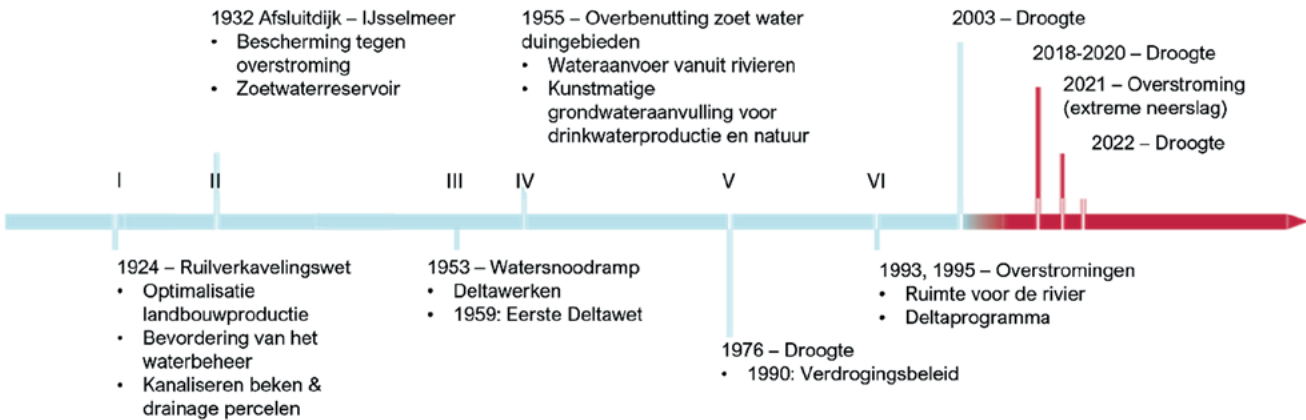 1932 Afsluitdijk – IJsselmeer
• Bescherming tegen
overstroming
• Zoetwaterreservoir
1955 – Overbenutting zoet water
duingebieden
• Wateraanvoer vanuit rivieren
• Kunstmatige
grondwateraanvulling voor
drinkwaterproductie en natuur
2003 – Droogte
2018-2020 – Droogte
2021 – Overstroming
(extreme neerslag)
2022 – Droogte
I
II
III
IV
V
VI
1924 – Ruilverkavelingswet
• Optimalisatie
landbouwproductie
• Bevordering van het
waterbeheer
• Kanaliseren beken &
drainage percelen
1953 – Watersnoodramp
• Deltawerken
• 1959: Eerste Deltawet
1976 – Droogte
• 1990: Verdrogingsbeleid
1993, 1995 – Overstromingen
• Ruimte voor de rivier
• Deltaprogramma